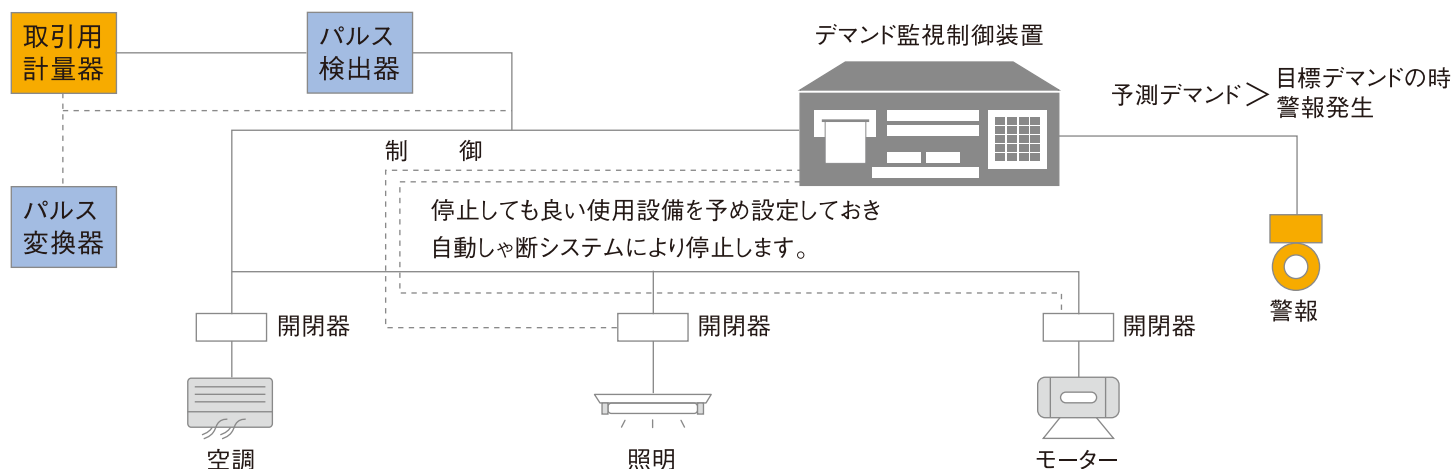 取引用
計量器
パルス
検出器
デマンド監視制御装置
予測デマンド＞
目標デマンドの時
警報発生
制　御
パルス
変換器
停止しても良い使用設備を予め設定しておき
自動しゃ断システムにより停止します。
警報
開閉器
開閉器
開閉器
空調
照明
モーター